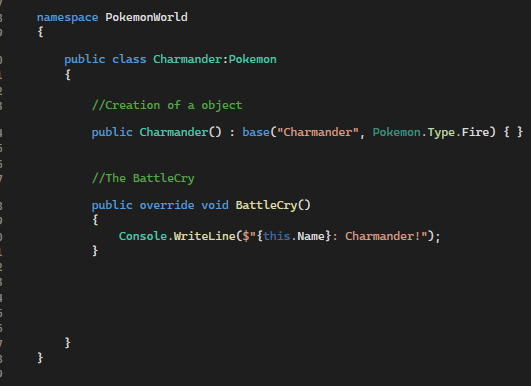 namespace PokemonWorld
{
public class Charmander:Pokemon
{
//Creation of a object
public Charmander() : base("Charmander", Pokemon.Type.Fire) { }
//The BattleCry
public override void BattleCry()
{
Console.WriteLine($"{this.Name}: Charmander!");
}
}
}